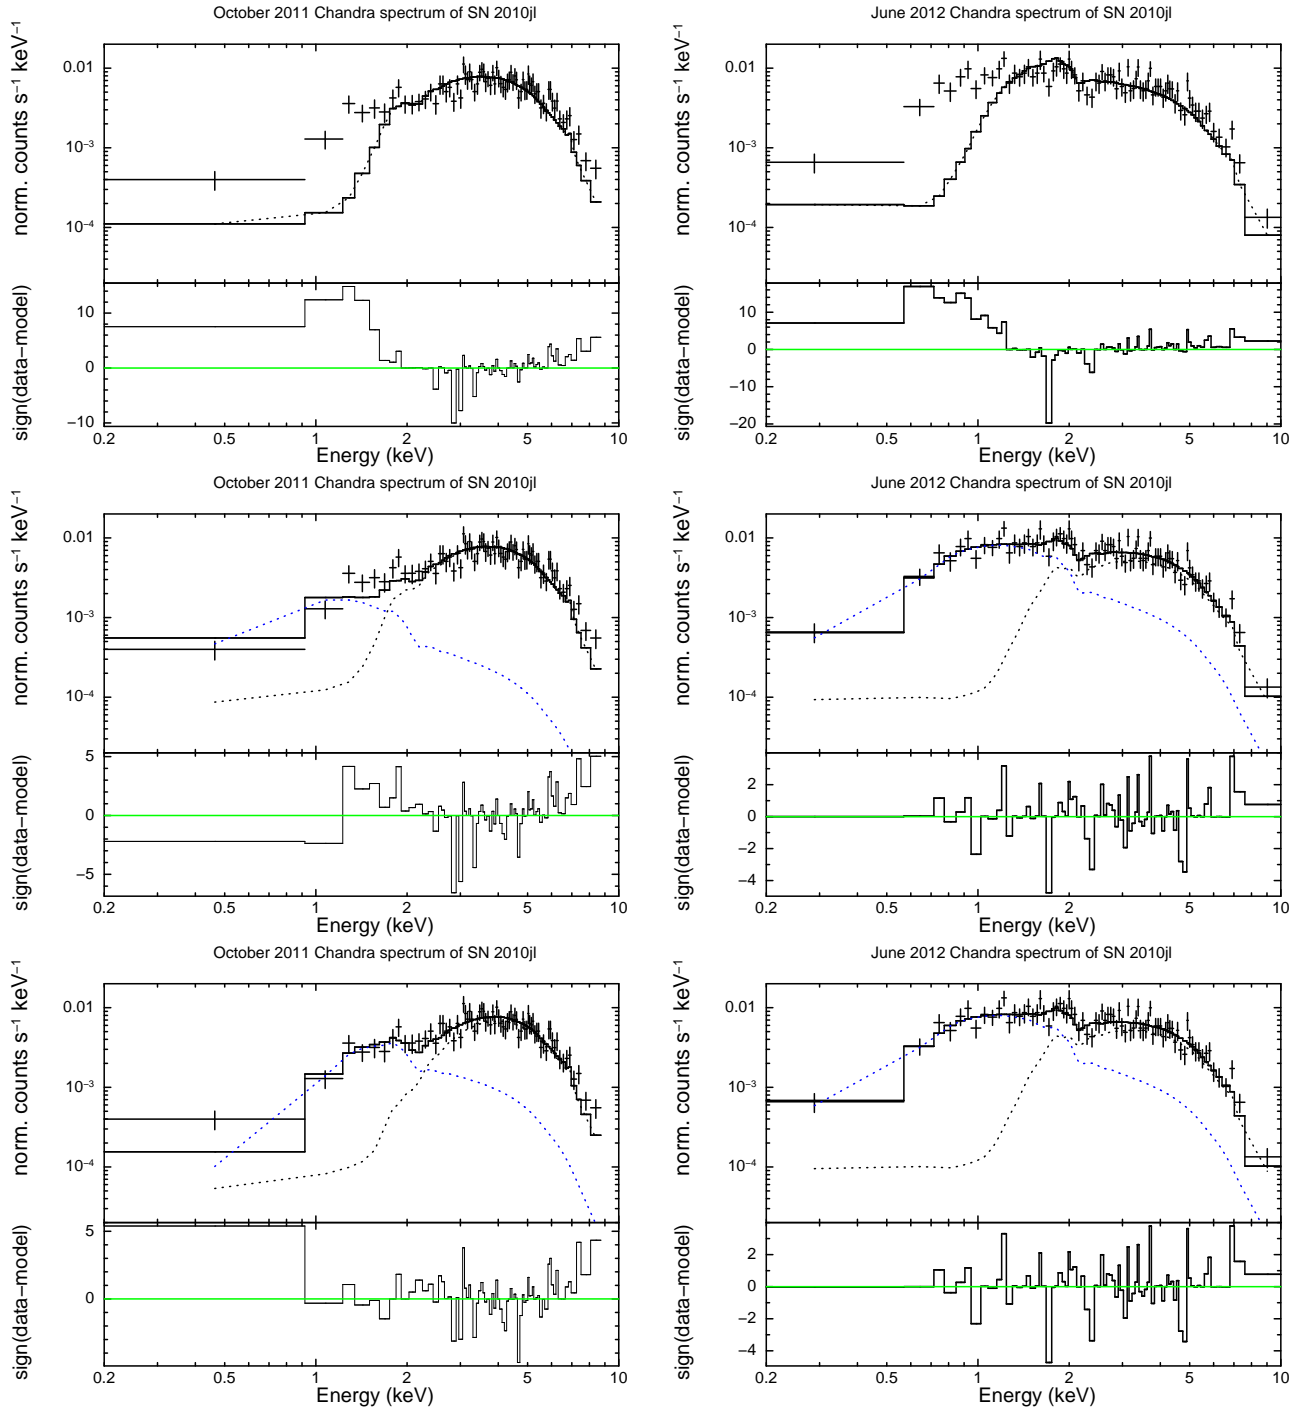 October 2011 Chandra spectrum of SN 2010jl
norm. counts s⁻¹ keV⁻¹
0.01
10⁻³
10⁻⁴
sign(data−model)
10
0
−10
0.2 0.5 1 2 5 10
Energy (keV)
June 2012 Chandra spectrum of SN 2010jl
norm. counts s⁻¹ keV⁻¹
0.01
10⁻³
10⁻⁴
sign(data−model)
10
0
−10
−20
0.2 0.5 1 2 5 10
Energy (keV)
October 2011 Chandra spectrum of SN 2010jl
norm. counts s⁻¹ keV⁻¹
0.01
10⁻³
10⁻⁴
sign(data−model)
5
0
−5
0.2 0.5 1 2 5 10
Energy (keV)
June 2012 Chandra spectrum of SN 2010jl
norm. counts s⁻¹ keV⁻¹
0.01
10⁻³
10⁻⁴
sign(data−model)
2
0
−2
−4
0.2 0.5 1 2 5 10
Energy (keV)
October 2011 Chandra spectrum of SN 2010jl
norm. counts s⁻¹ keV⁻¹
0.01
10⁻³
10⁻⁴
sign(data−model)
5
0
0.2 0.5 1 2 5 10
Energy (keV)
June 2012 Chandra spectrum of SN 2010jl
norm. counts s⁻¹ keV⁻¹
0.01
10⁻³
10⁻⁴
sign(data−model)
2
0
−2
−4
0.2 0.5 1 2 5 10
Energy (keV)